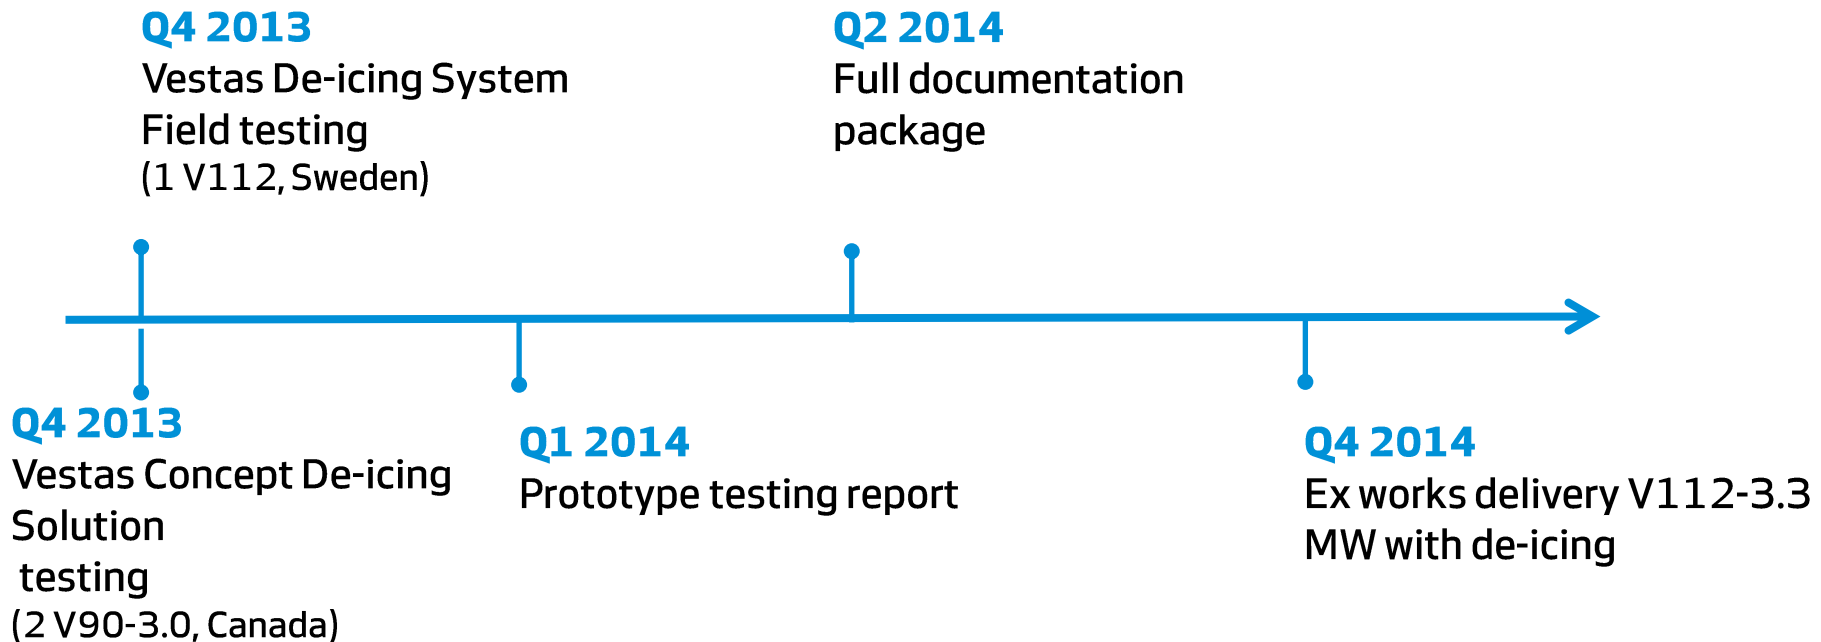 Q4 2013
Vestas De-icing System
Field testing
(1 V112, Sweden)
Q2 2014
Full documentation
package
Q4 2013
Vestas Concept De-icing
Solution
testing
(2 V90-3.0, Canada)
Q1 2014
Prototype testing report
Q4 2014
Ex works delivery V112-3.3
MW with de-icing